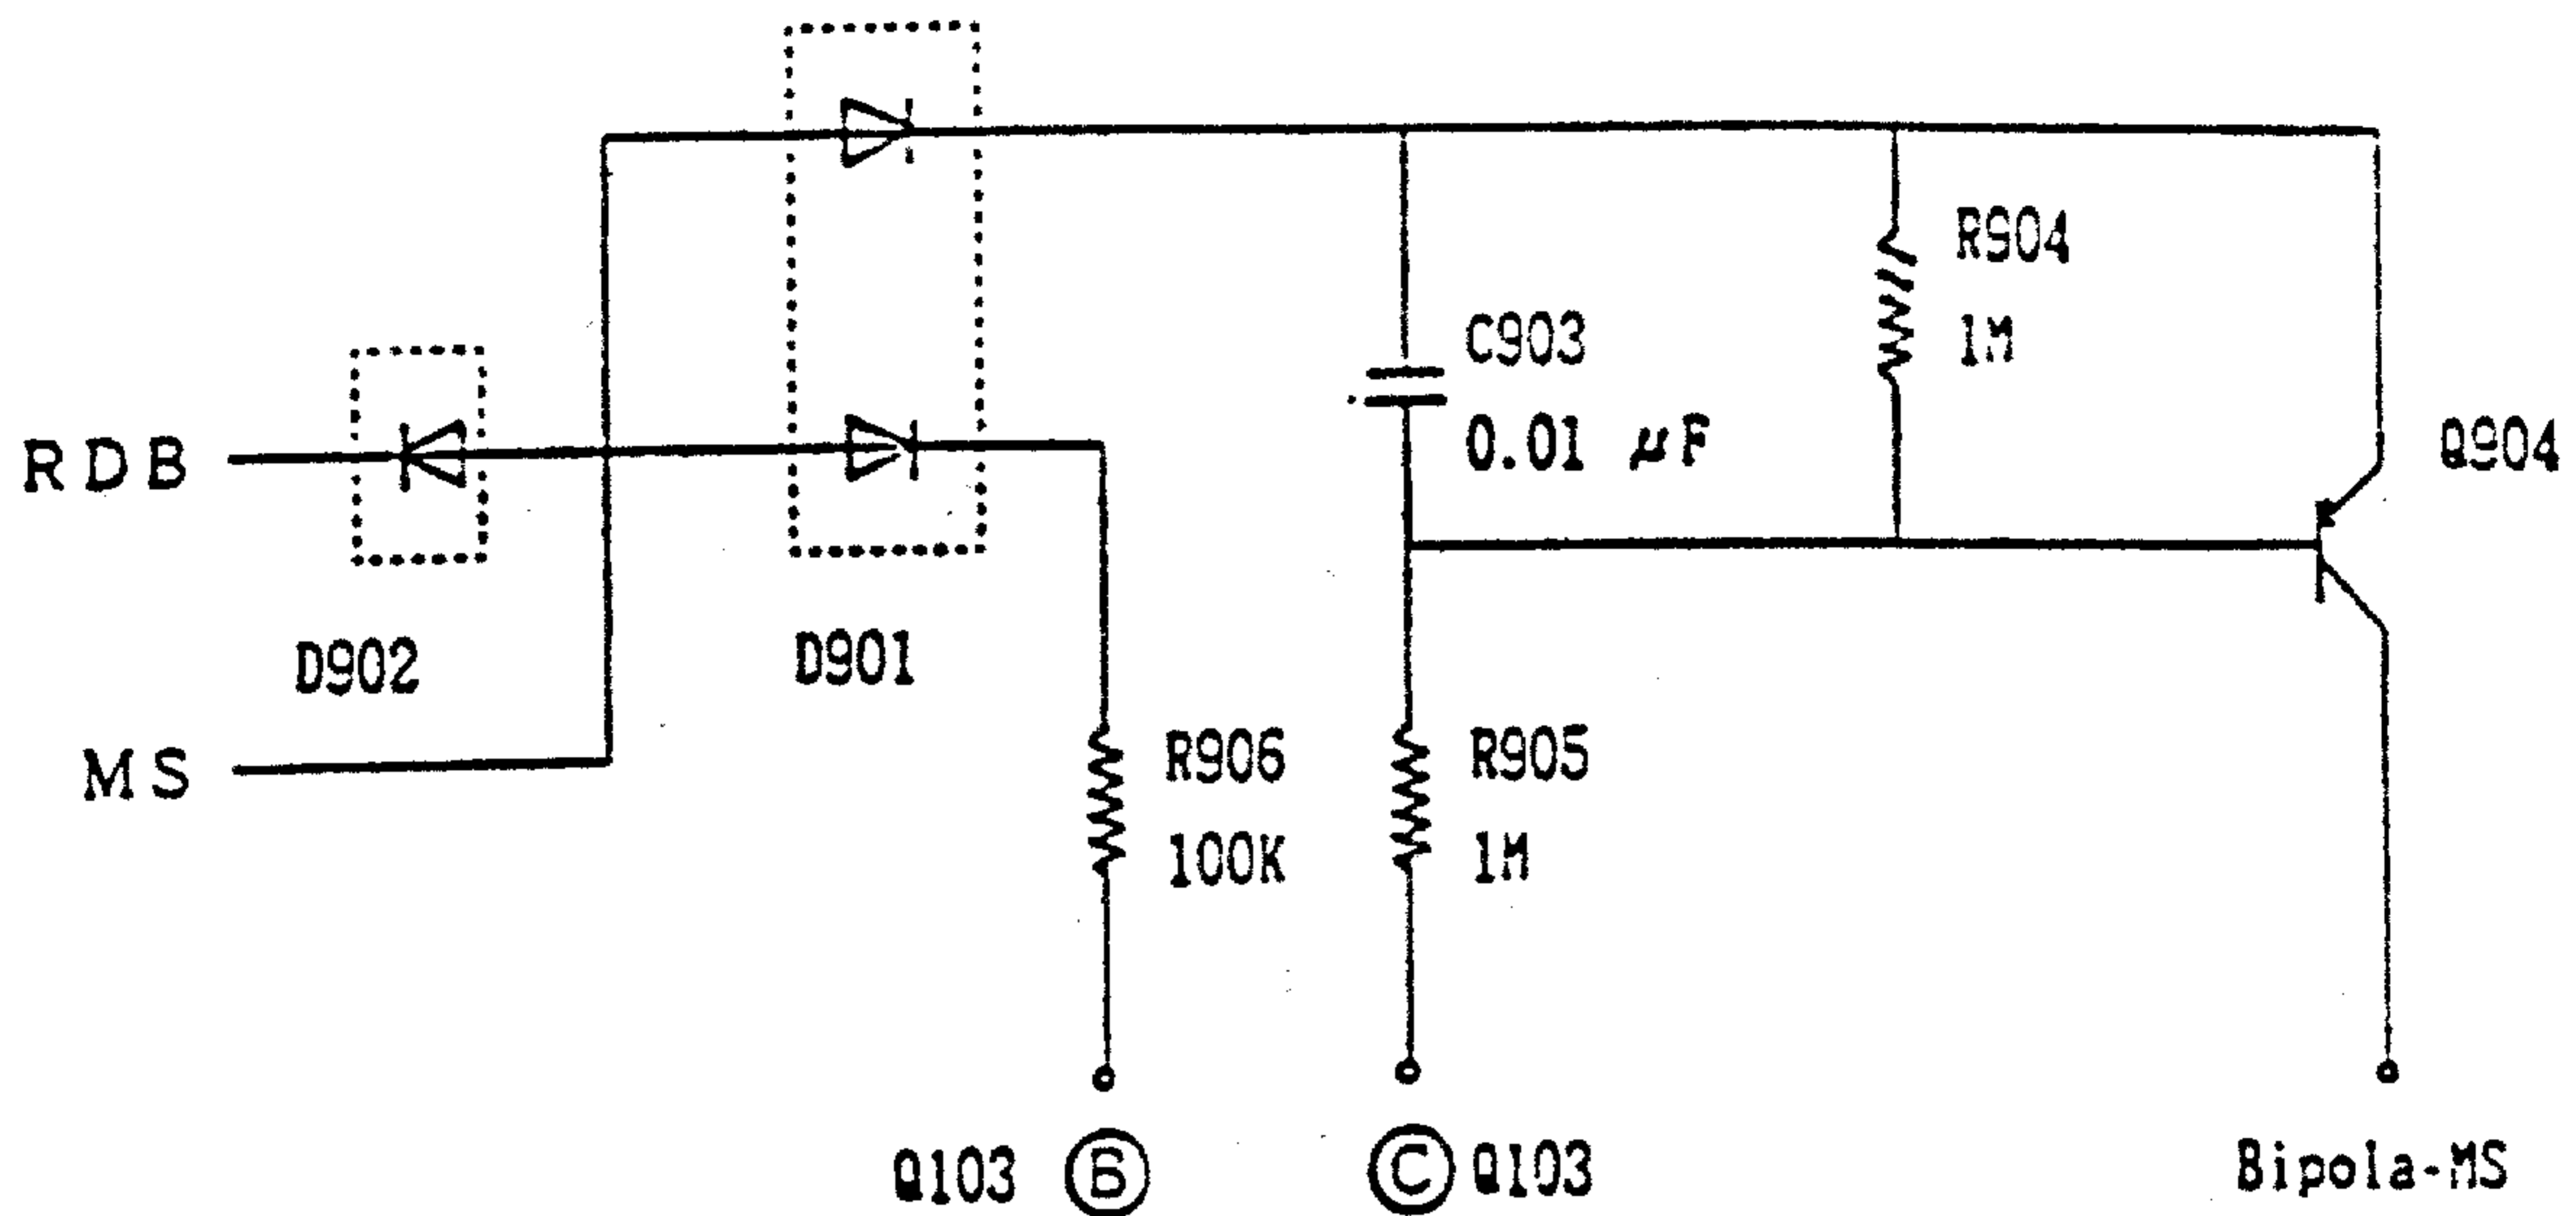 R904
1M
C903
0.01 μF
Q904
RDB
D902
D901
MS
R906
100K
R905
1M
Q103 Ⓑ
Ⓒ Q103
Bipola-MS